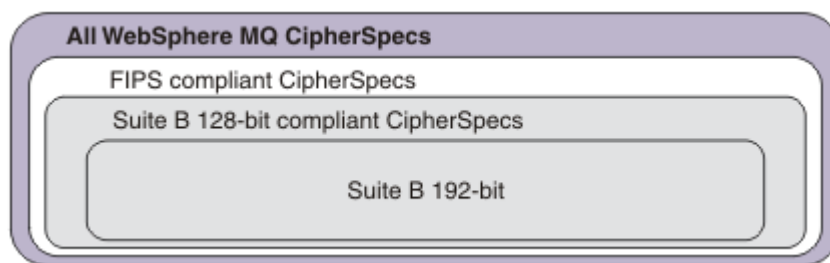 All WebSphere MQ CipherSpecs
FIPS compliant CipherSpecs
Suite B 128-bit compliant CipherSpecs
Suite B 192-bit